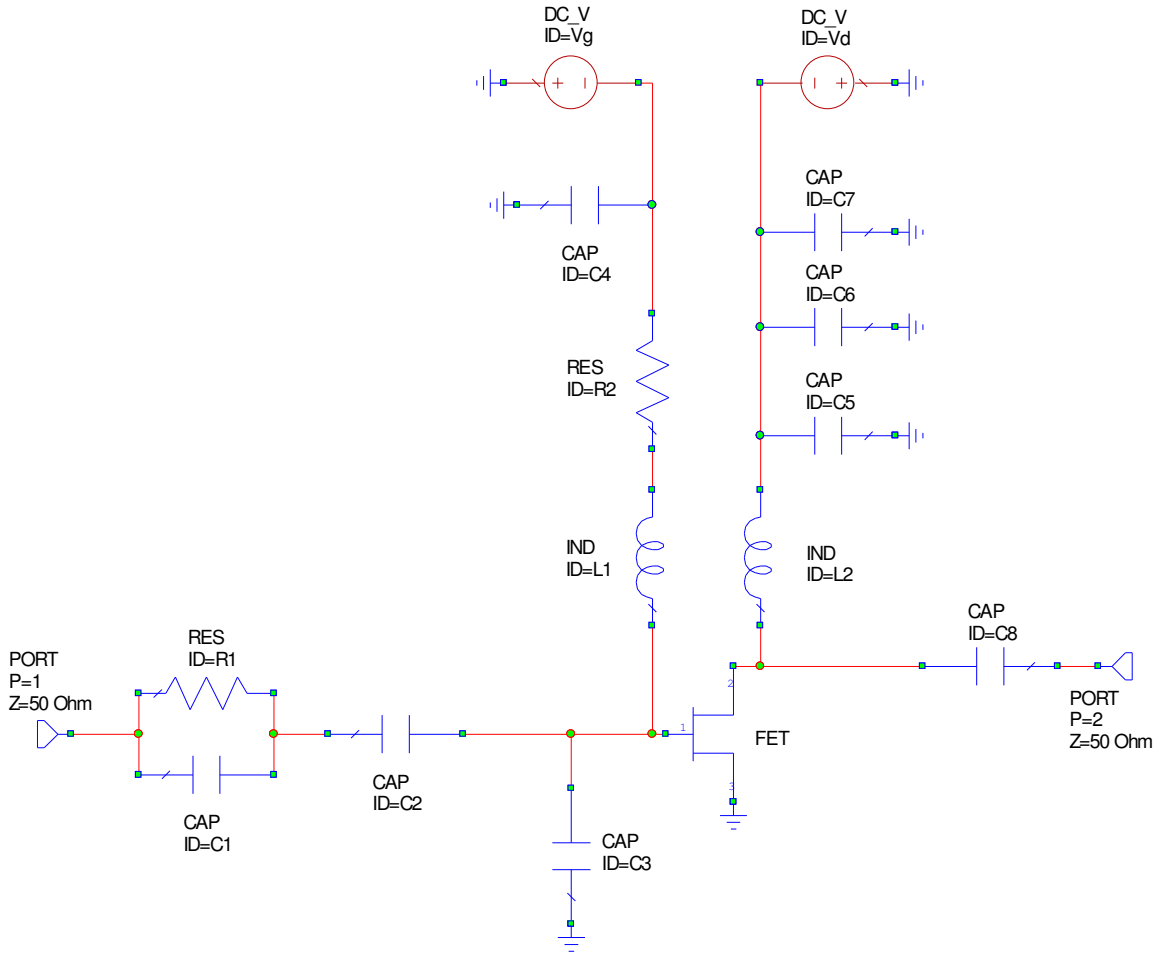 DC_V
ID=Vg
DC_V
ID=Vd
CAP
ID=C7
CAP
ID=C4
CAP
ID=C6
RES
ID=R2
CAP
ID=C5
IND
ID=L1
IND
ID=L2
CAP
ID=C8
RES
ID=R1
PORT
P=1
Z=50 Ohm
2
PORT
P=2
Z=50 Ohm
1
FET
3
CAP
ID=C2
CAP
ID=C1
CAP
ID=C3